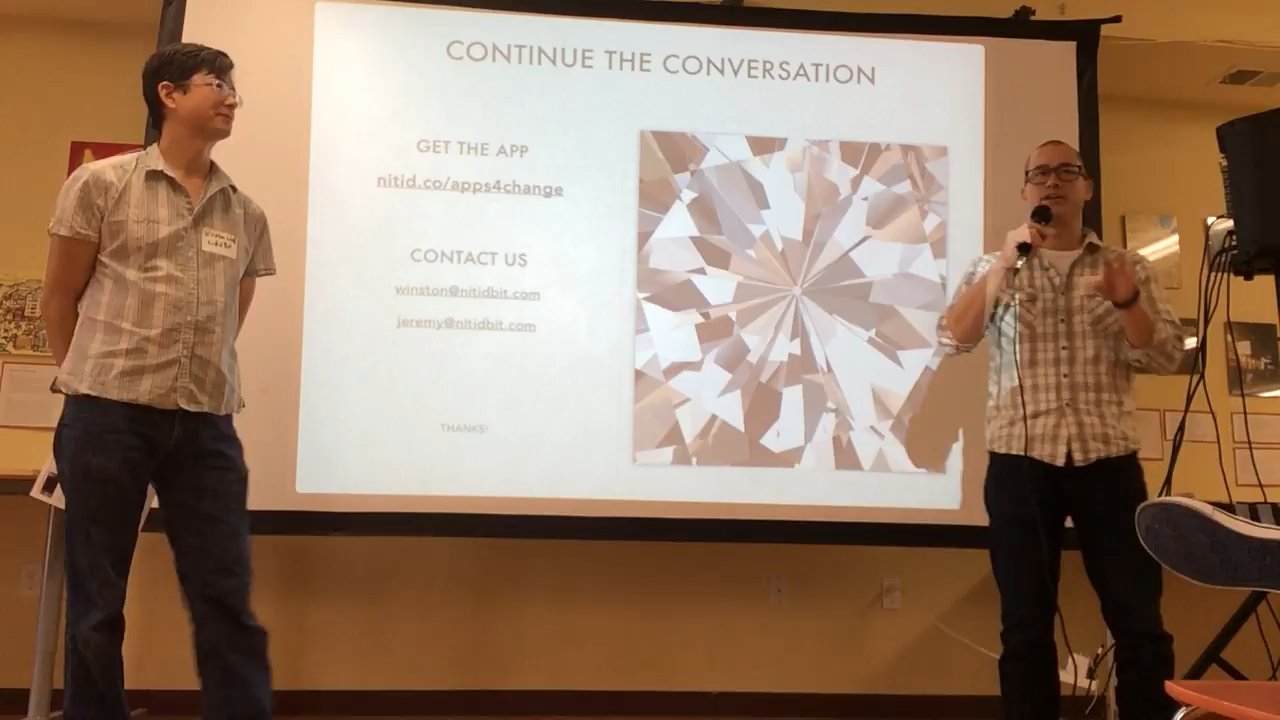 CONTINUE THE CONVERSATION
GET THE APP
nitid.co/apps4change
CONTACT US
winston@nitidbit.com
jeremy@nitidbit.com
THANKS!